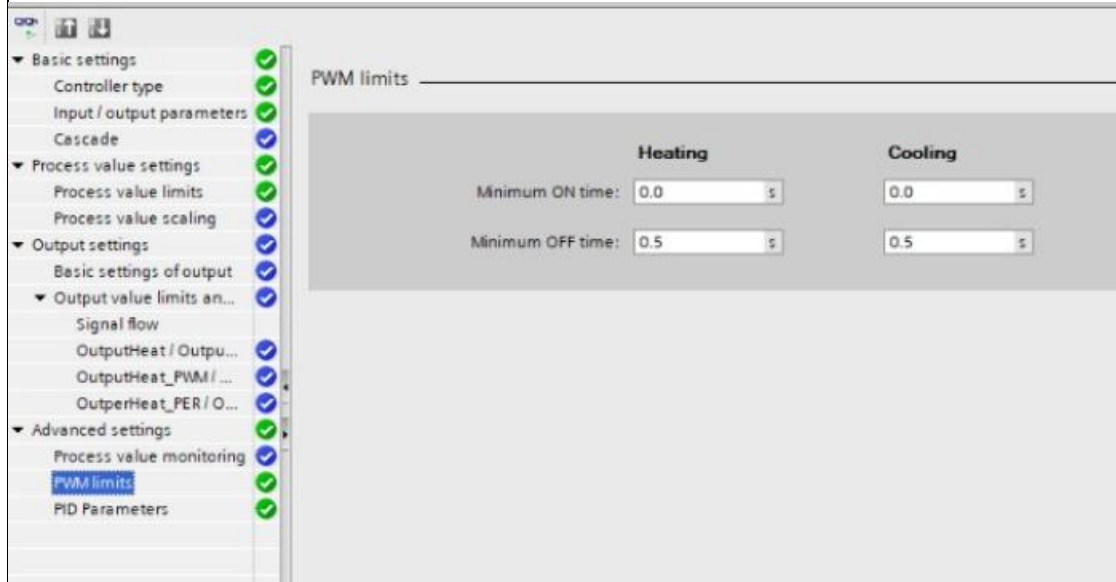 Basic settings
Controller type
Input / output parameters
Cascade
Process value settings
Process value limits
Process value scaling
Output settings
Basic settings of output
Output value limits an...
Signal flow
OutputHeat / Outpu...
OutputHeat_PWM / ...
OutperHeat_PER / O...
Advanced settings
Process value monitoring
PWM limits
PID Parameters
PWM limits
Heating Cooling
Minimum ON time: 0.0 s 0.0 s
Minimum OFF time: 0.5 s 0.5 s